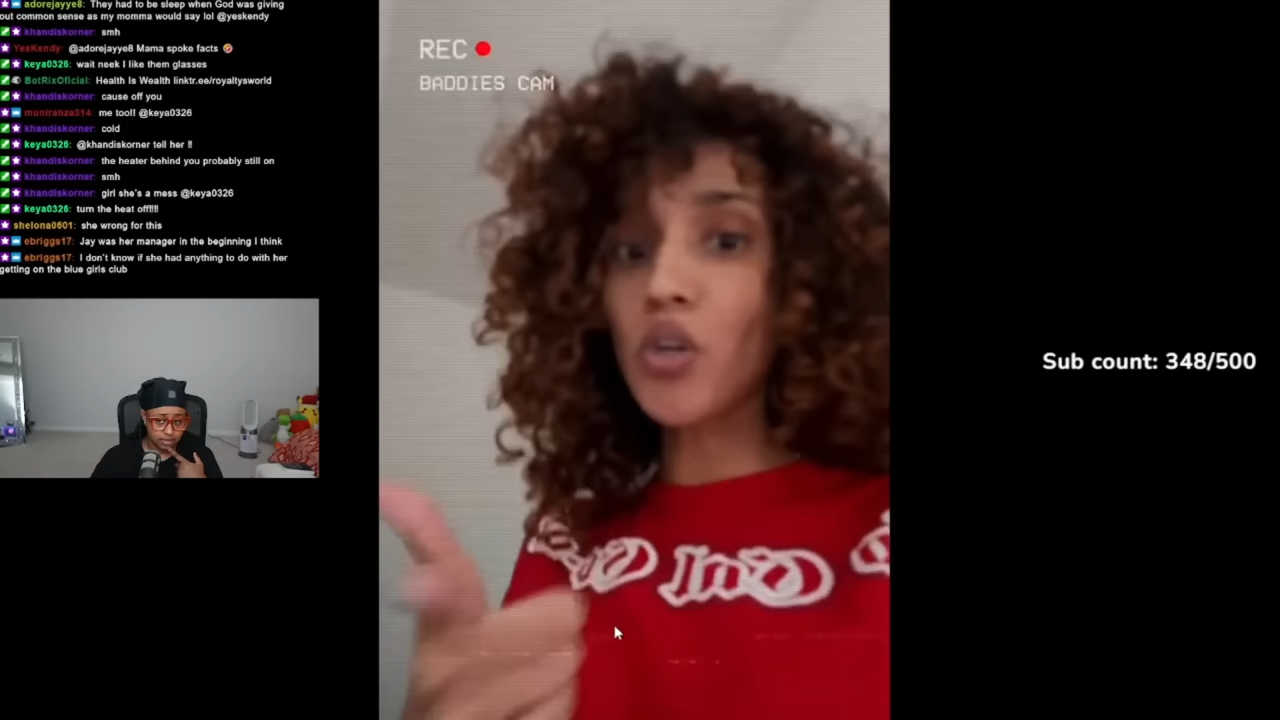 adorejayye8: They had to be sleep when God was giving
out common sense as my momma would say lol @yeskendy
khandiskorner: smh
YesKendy: @adorejayye8 Mama spoke facts 🤣
keya0326: wait neek I like them glasses
BotRixOficial: Health Is Wealth linktr.ee/royaltysworld
khandiskorner: cause off you
munirahza314: me too!! @keya0326
khandiskorner: cold
keya0326: @khandiskorner tell her !!
khandiskorner: the heater behind you probably still on
khandiskorner: smh
khandiskorner: girl she's a mess @keya0326
keya0326: turn the heat off!!!!
shelona0601: she wrong for this
ebriggs17: Jay was her manager in the beginning I think
ebriggs17: I don't know if she had anything to do with her
getting on the blue girls club
REC
BADDIES CAM
Sub count: 348/500